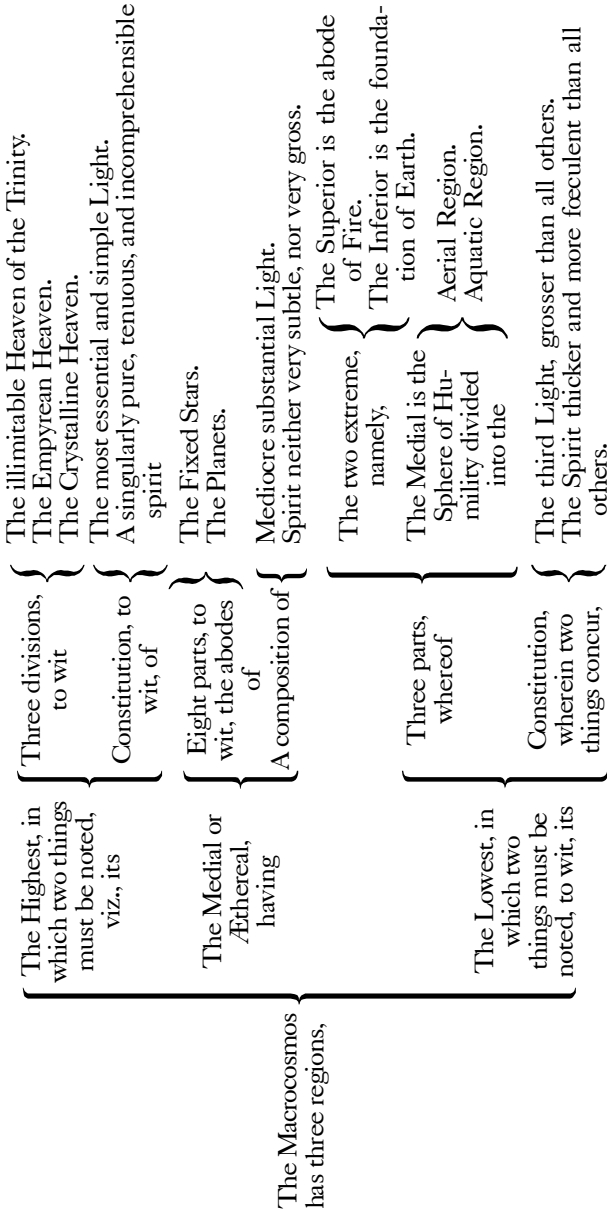 The Macrocosmos
has three regions,
The Highest, in
which two things
must be noted,
viz., its
Three divisions,
to wit
The illimitable Heaven of the Trinity.
The Empyrean Heaven.
The Crystalline Heaven.
Constitution, to
wit, of
The most essential and simple Light.
A singularly pure, tenuous, and incomprehensible
spirit
The Medial or
Æthereal,
having
Eight parts, to
wit, the abodes
of
The Fixed Stars.
The Planets.
A composition of
Mediocre substantial Light.
Spirit neither very subtle, nor very gross.
The Lowest, in
which two
things must be
noted, to wit, its
Three parts,
whereof
The two extreme,
namely,
The Superior is the abode
of Fire.
The Inferior is the founda-
tion of Earth.
The Medial is the
Sphere of Hu-
mility divided
into the
Aerial Region.
Aquatic Region.
Constitution,
wherein two
things concur,
The third Light, grosser than all others.
The Spirit thicker and more fœculent than all
others.